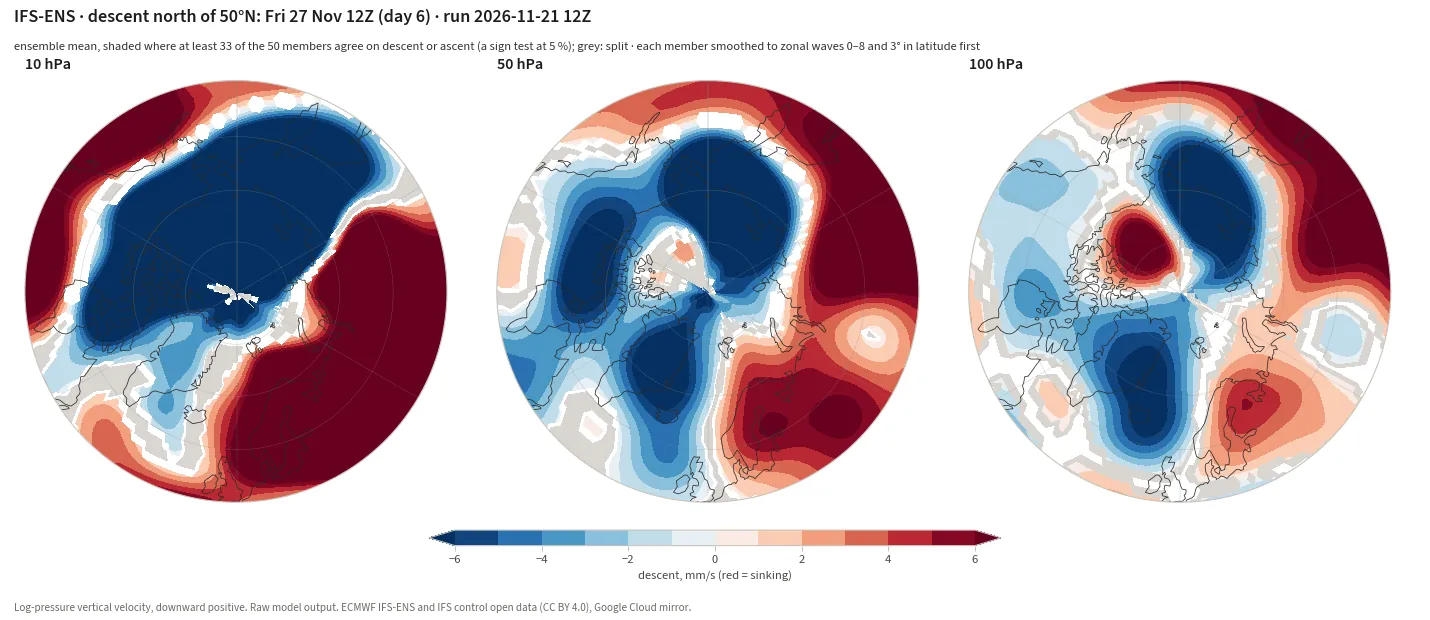 IFS-ENS · descent north of 50°N: Fri 27 Nov 12Z (day 6) · run 2026-11-21 12Z
ensemble mean, shaded where at least 33 of the 50 members agree on descent or ascent (a sign test at 5 %); grey: split · each member smoothed to zonal waves 0–8 and 3° in latitude first
10 hPa 50 hPa 100 hPa
−6 −4 −2 0 2 4 6
descent, mm/s (red = sinking)
Log-pressure vertical velocity, downward positive. Raw model output. ECMWF IFS-ENS and IFS control open data (CC BY 4.0), Google Cloud mirror.